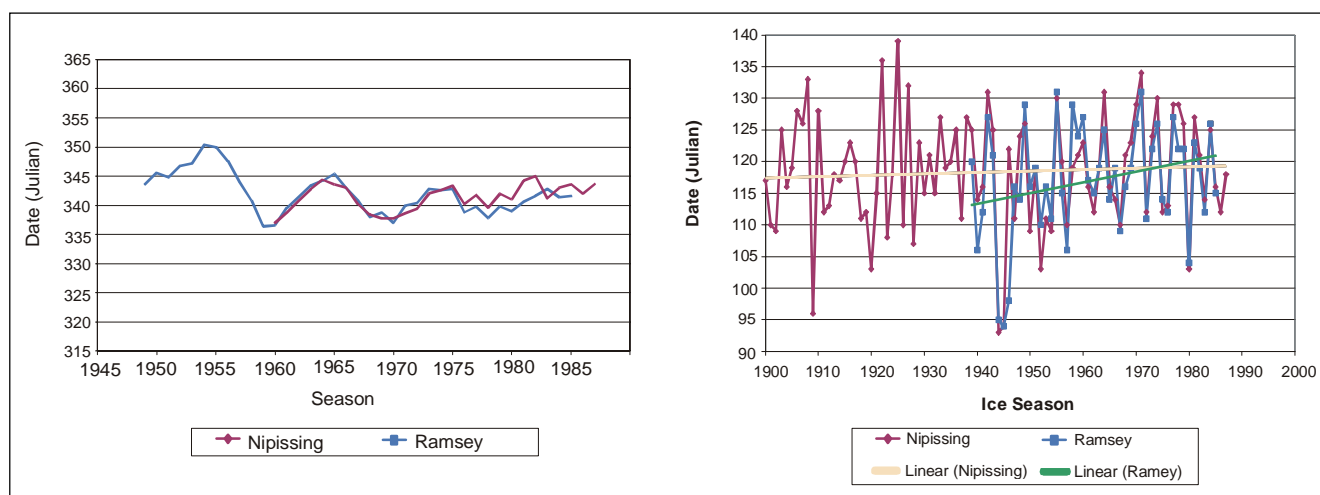 365
360
355
350
345
340
335
330
325
320
315
Date (Julian)
1945 1950 1955 1960 1965 1970 1975 1980 1985
Season
Nipissing Ramsey
140
135
130
125
120
115
110
105
100
95
90
Date (Julian)
1900 1910 1920 1930 1940 1950 1960 1970 1980 1990 2000
Ice Season
Nipissing Ramsey
Linear (Nipissing) Linear (Ramey)